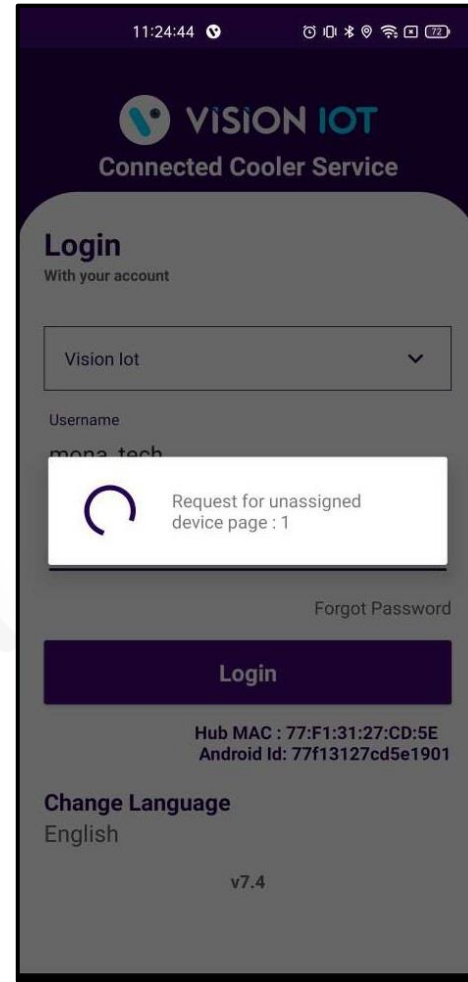 11:24:44
72
VISION IOT
Connected Cooler Service
Login
With your account
Vision Iot
Username
mona_tech
Request for unassigned
device page : 1
Forgot Password
Login
Hub MAC : 77:F1:31:27:CD:5E
Android Id: 77f13127cd5e1901
Change Language
English
v7.4